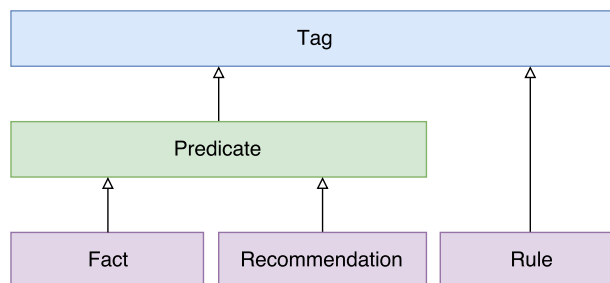 Tag
Predicate
Fact
Recommendation
Rule